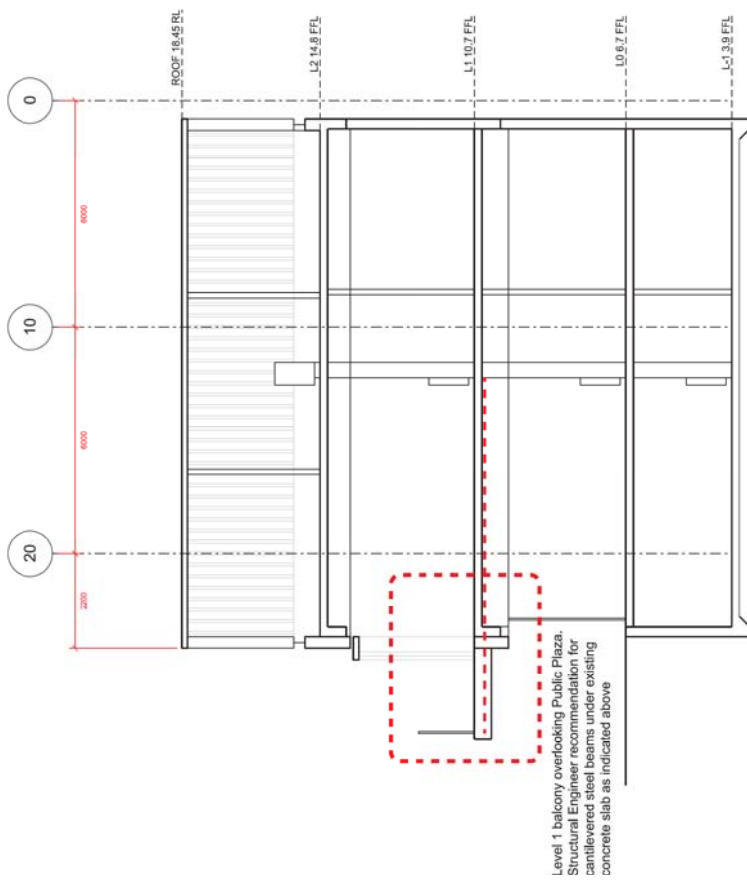 ROOF 18.45 RL
L2 14.8 FFL
L1 10.7 FFL
L0 6.7 FFL
L-1 3.9 FFL
0
10
20
6000
6000
2200
Level 1 balcony overlooking Public Plaza.
Structural Engineer recommendation for
cantilevered steel beams under existing
concrete slab as indicated above